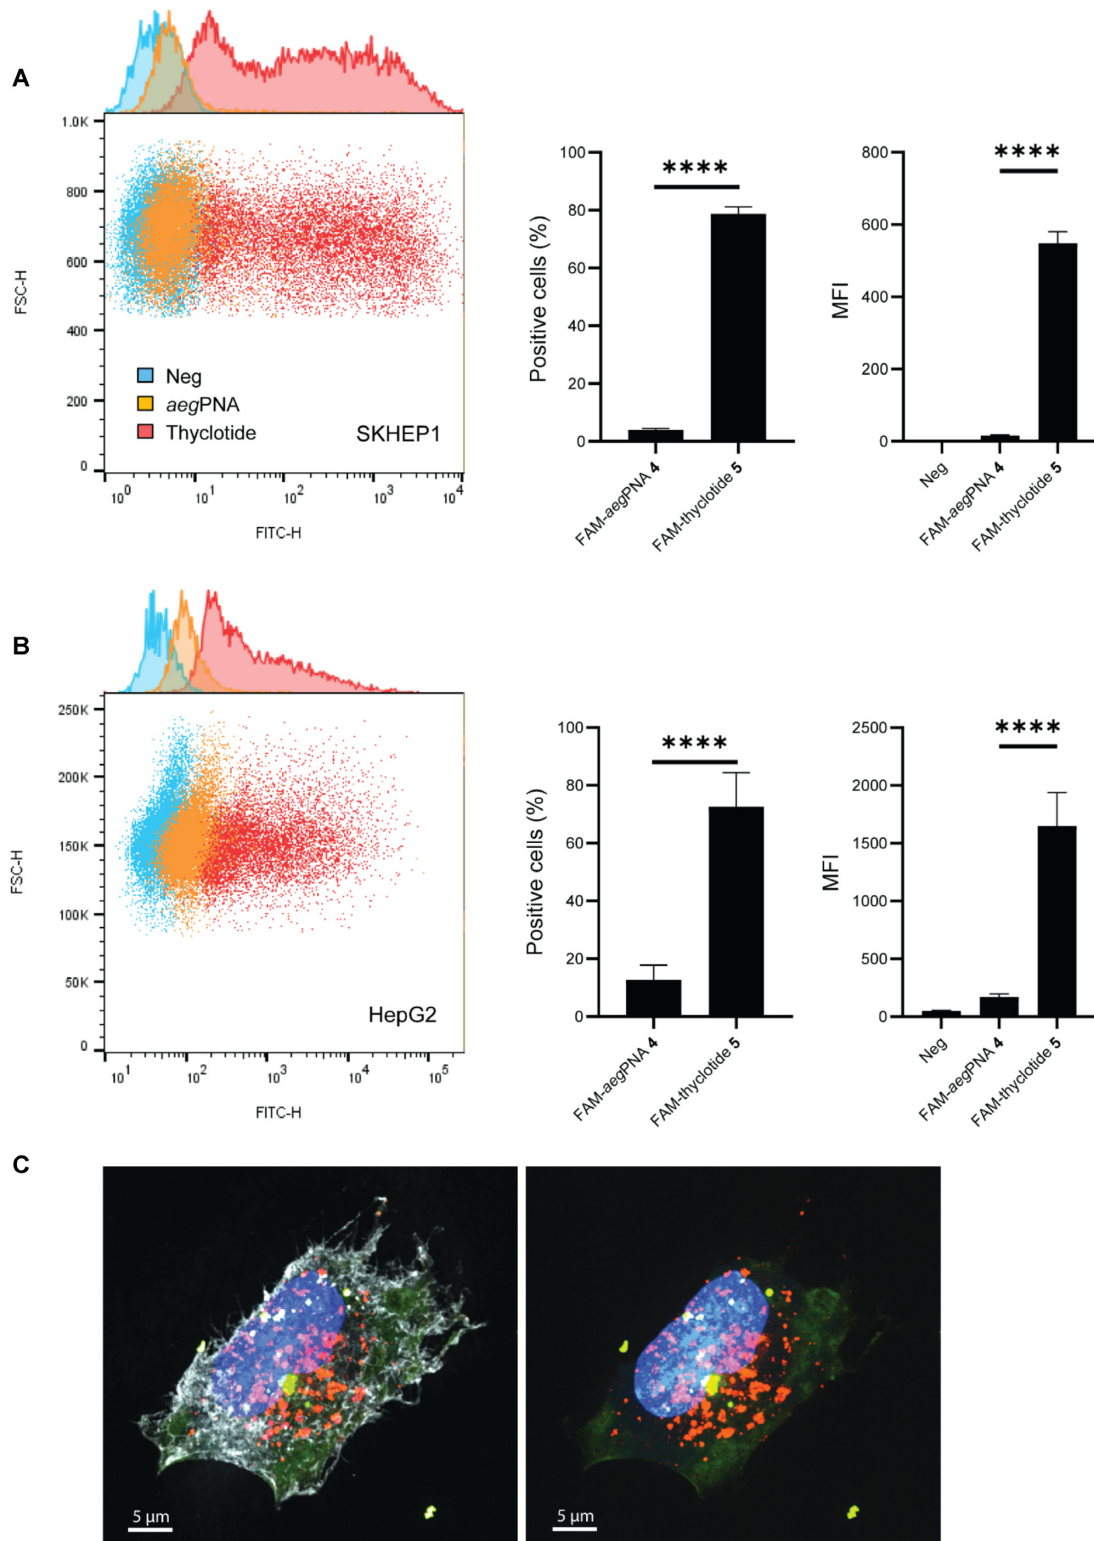 A
1.0K
800
600
400
200
0
FSC-H
Neg
aegPNA
Thyclotide
SKHEP1
10^0 10^1 10^2 10^3 10^4
FITC-H
100
80
60
40
20
0
Positive cells (%)
****
FAM-aegPNA 4
FAM-thyclotide 5
800
600
400
200
0
MFI
****
Neg
FAM-aegPNA 4
FAM-thyclotide 5
B
250K
200K
150K
100K
50K
0
FSC-H
HepG2
10^1 10^2 10^3 10^4 10^5
FITC-H
100
80
60
40
20
0
Positive cells (%)
****
FAM-aegPNA 4
FAM-thyclotide 5
2500
2000
1500
1000
500
0
MFI
****
Neg
FAM-aegPNA 4
FAM-thyclotide 5
C
5 µm
5 µm